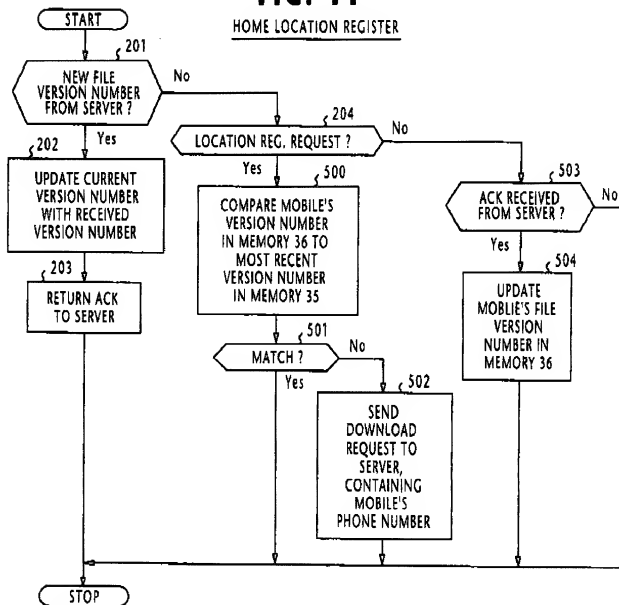 START
HOME LOCATION REGISTER
201
NEW FILE
VERSION NUMBER
FROM SERVER ?
No
Yes
204
LOCATION REG. REQUEST ?
No
Yes
202
UPDATE CURRENT
VERSION NUMBER
WITH RECEIVED
VERSION NUMBER
500
COMPARE MOBILE'S
VERSION NUMBER
IN MEMORY 36 TO
MOST RECENT
VERSION NUMBER
IN MEMORY 35
503
ACK RECEIVED
FROM SERVER ?
No
Yes
203
RETURN ACK
TO SERVER
504
UPDATE
MOBLIE'S FILE
VERSION
NUMBER IN
MEMORY 36
501
MATCH ?
No
Yes
502
SEND
DOWNLOAD
REQUEST TO
SERVER,
CONTAINING
MOBILE'S
PHONE NUMBER
STOP